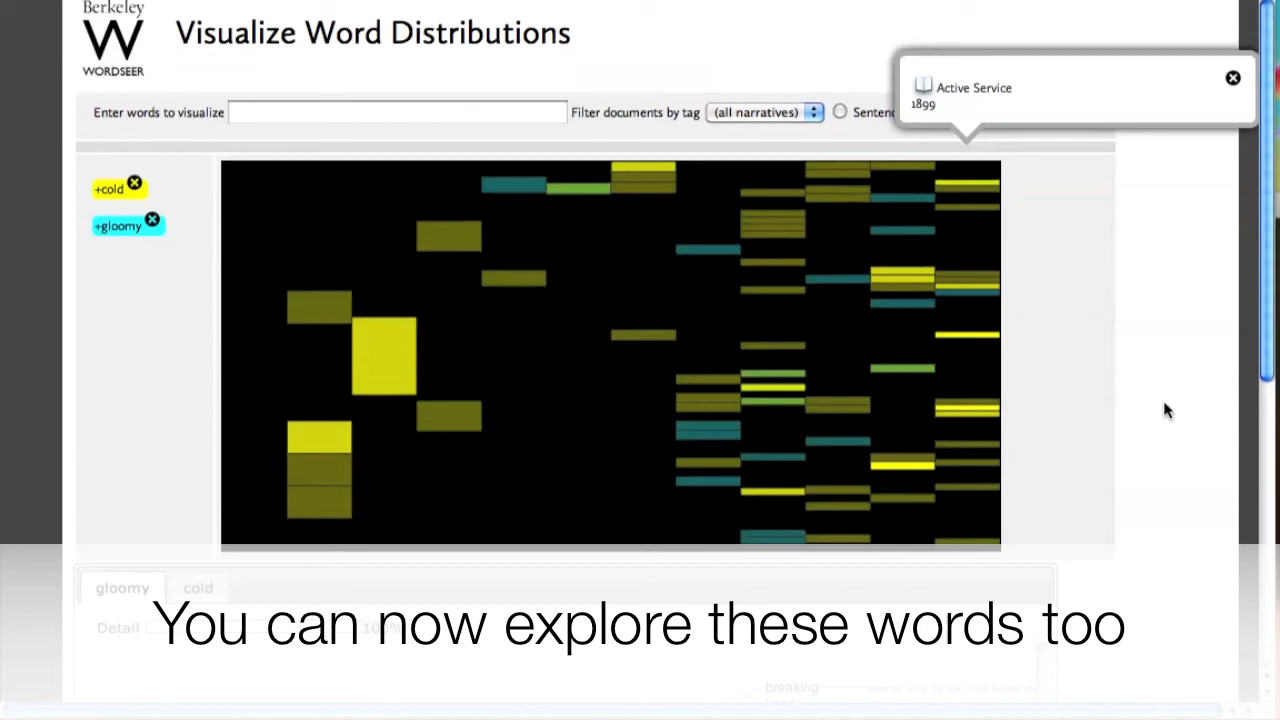 Berkeley
W
WORDSEER
Visualize Word Distributions
Active Service
1899
Enter words to visualize
Filter documents by tag
(all narratives)
+cold
+gloomy
gloomy
cold
Detail
You can now explore these words too
breaking